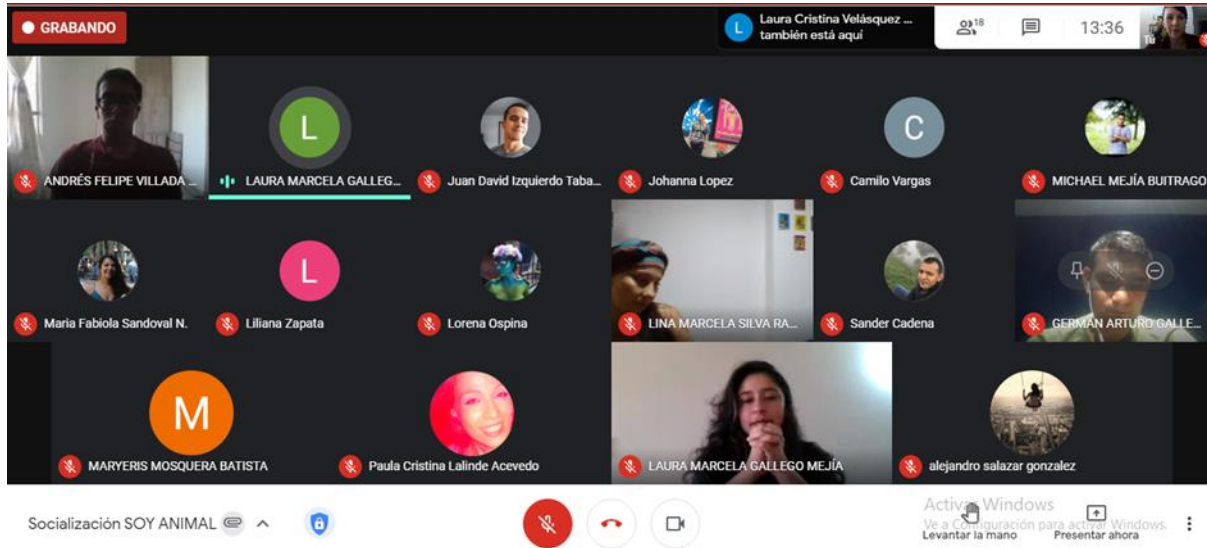 GRABANDO
L
Laura Cristina Velásquez ...
también está aquí
18
13:36
Tú
L
C
ANDRÉS FELIPE VILLADA ...
LAURA MARCELA GALLEG...
Juan David Izquierdo Taba...
Johanna Lopez
Camilo Vargas
MICHAEL MEJÍA BUITRAGO
L
Maria Fabiola Sandoval N.
Liliana Zapata
Lorena Ospina
LINA MARCELA SILVA RA...
Sander Cadena
GERMÁN ARTURO GALLE...
M
MARYERIS MOSQUERA BATISTA
Paula Cristina Lalinde Acevedo
LAURA MARCELA GALLEGO MEJÍA
alejandro salazar gonzalez
Socialización SOY ANIMAL
Activar Windows
Ve a Configuración para activar Windows.
Levantar la mano
Presentar ahora